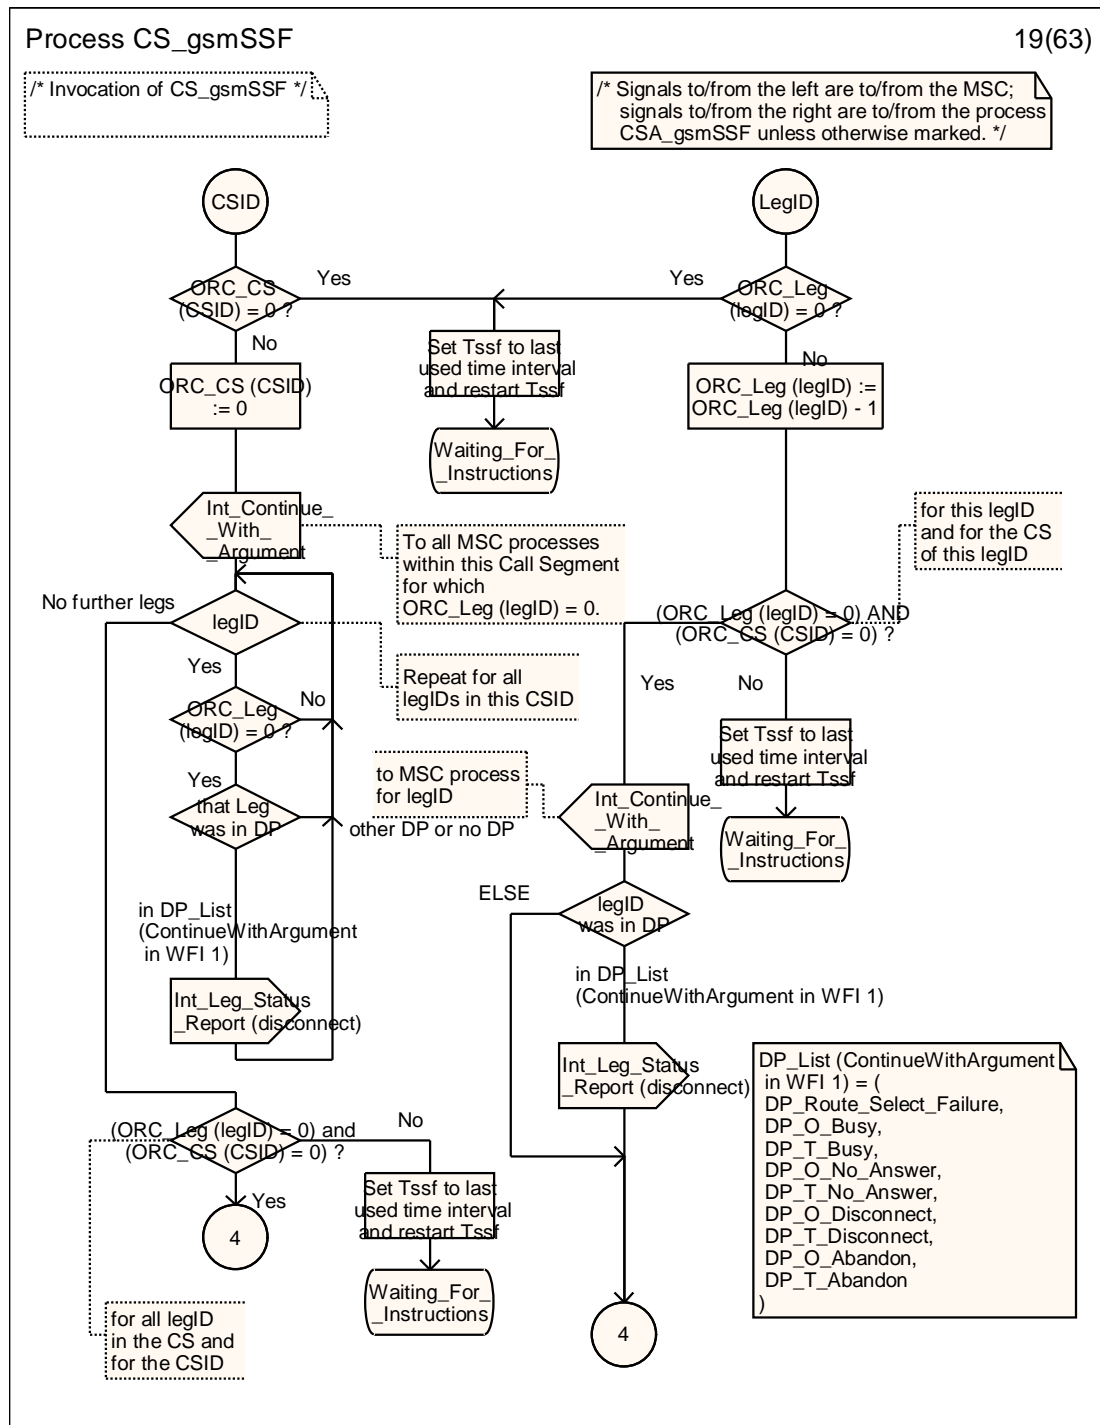 Process CS_gsmSSF
19(63)
/* Invocation of CS_gsmSSF */
/* Signals to/from the left are to/from the MSC;
signals to/from the right are to/from the process
CSA_gsmSSF unless otherwise marked. */
CSID
LegID
ORC_CS
(CSID) = 0 ?
Yes
Yes
ORC_Leg
(legID) = 0 ?
No
Set Tssf to last
used time interval
and restart Tssf
No
ORC_CS (CSID)
:= 0
ORC_Leg (legID) :=
ORC_Leg (legID) - 1
Waiting_For_
_Instructions
Int_Continue_
_With_
_Argument
To all MSC processes
within this Call Segment
for which
ORC_Leg (legID) = 0.
for this legID
and for the CS
of this legID
No further legs
legID
(ORC_Leg (legID) = 0) AND
(ORC_CS (CSID) = 0) ?
Yes
Repeat for all
legIDs in this CSID
Yes
No
ORC_Leg
(legID) = 0 ?
No
Set Tssf to last
used time interval
and restart Tssf
Yes
that Leg
was in DP
other DP or no DP
to MSC process
for legID
Int_Continue_
_With_
_Argument
Waiting_For_
_Instructions
ELSE
legID
was in DP
in DP_List
(ContinueWithArgument
in WFI 1)
in DP_List
(ContinueWithArgument in WFI 1)
Int_Leg_Status
_Report (disconnect)
Int_Leg_Status
_Report (disconnect)
DP_List (ContinueWithArgument
in WFI 1) = (
DP_Route_Select_Failure,
DP_O_Busy,
DP_T_Busy,
DP_O_No_Answer,
DP_T_No_Answer,
DP_O_Disconnect,
DP_T_Disconnect,
DP_O_Abandon,
DP_T_Abandon
)
(ORC_Leg (legID) = 0) and
(ORC_CS (CSID) = 0) ?
No
Yes
Set Tssf to last
used time interval
and restart Tssf
4
Waiting_For_
_Instructions
for all legID
in the CS and
for the CSID
4